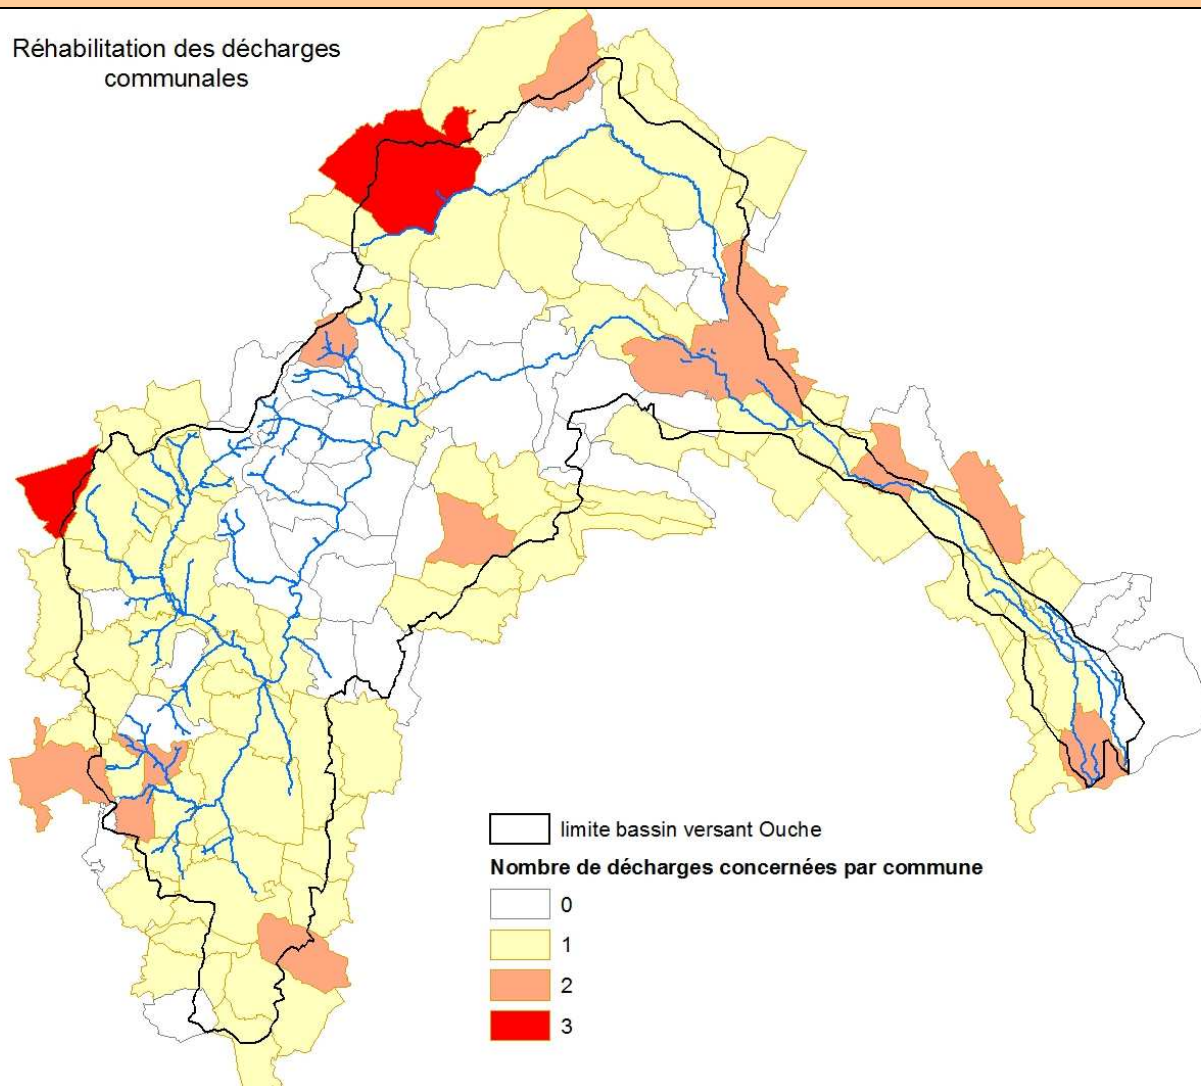 Réhabilitation des décharges
communales
limite bassin versant Ouche
Nombre de décharges concernées par commune
0
1
2
3